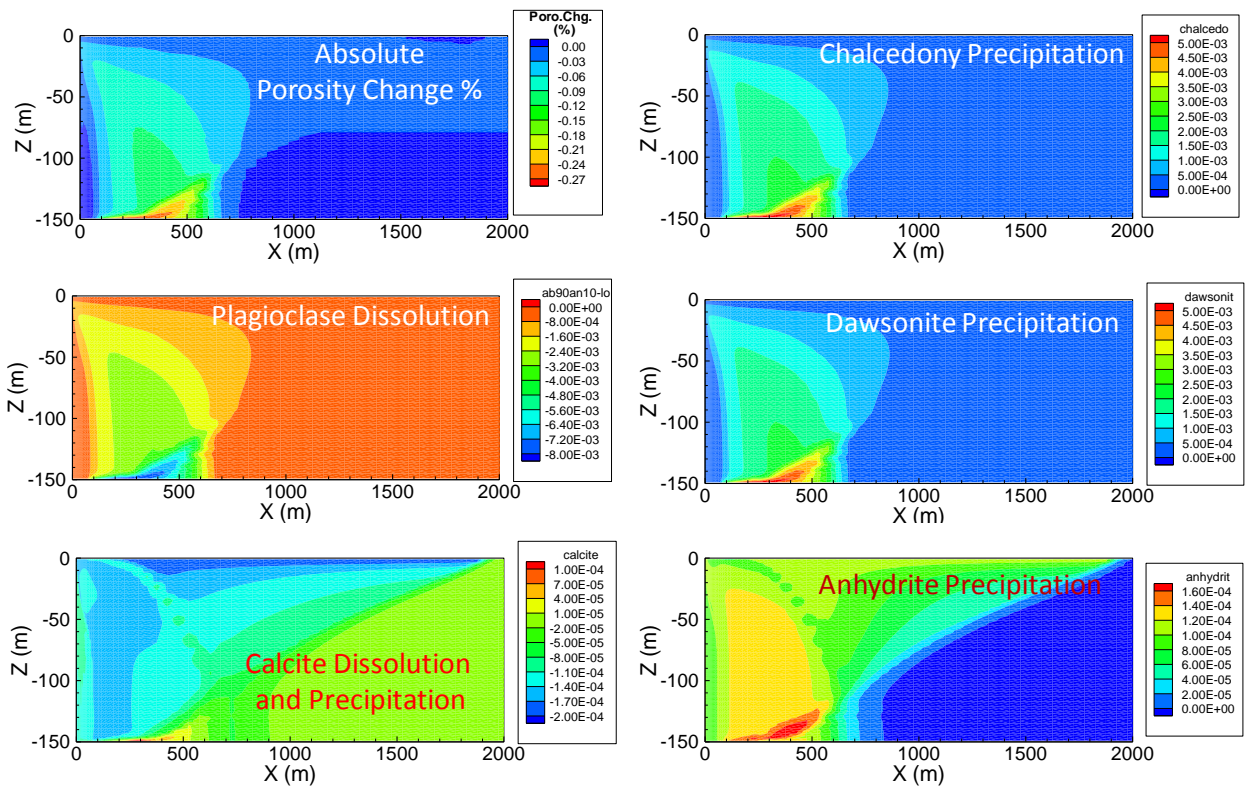 Poro.Chg.
(%)
0.00
-0.03
-0.06
-0.09
-0.12
-0.15
-0.18
-0.21
-0.24
-0.27
Absolute
Porosity Change %
0
-50
-100
-150
Z (m)
0 500 1000 1500 2000
X (m)
chalcedo
5.00E-03
4.50E-03
4.00E-03
3.50E-03
3.00E-03
2.50E-03
2.00E-03
1.50E-03
1.00E-03
5.00E-04
0.00E+00
Chalcedony Precipitation
0
-50
-100
-150
Z (m)
0 500 1000 1500 2000
X (m)
ab90an10-lo
0.00E+00
-8.00E-04
-1.60E-03
-2.40E-03
-3.20E-03
-4.00E-03
-4.80E-03
-5.60E-03
-6.40E-03
-7.20E-03
-8.00E-03
Plagioclase Dissolution
0
-50
-100
-150
Z (m)
0 500 1000 1500 2000
X (m)
dawsonit
5.00E-03
4.50E-03
4.00E-03
3.50E-03
3.00E-03
2.50E-03
2.00E-03
1.50E-03
1.00E-03
5.00E-04
0.00E+00
Dawsonite Precipitation
0
-50
-100
-150
Z (m)
0 500 1000 1500 2000
X (m)
calcite
1.00E-04
7.00E-05
4.00E-05
1.00E-05
-2.00E-05
-5.00E-05
-8.00E-05
-1.10E-04
-1.40E-04
-1.70E-04
-2.00E-04
Calcite Dissolution
and Precipitation
0
-50
-100
-150
Z (m)
0 500 1000 1500 2000
X (m)
anhydrit
1.60E-04
1.40E-04
1.20E-04
1.00E-04
8.00E-05
6.00E-05
4.00E-05
2.00E-05
0.00E+00
Anhydrite Precipitation
0
-50
-100
-150
Z (m)
0 500 1000 1500 2000
X (m)